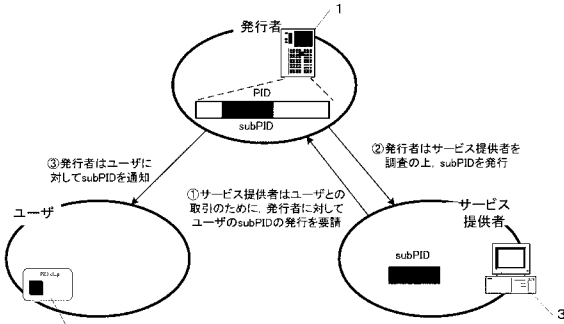 1
発行者
PID
subPID
②発行者はサービス提供者を
調査の上，subPIDを発行
③発行者はユーザに
対してsubPIDを通知
①サービス提供者はユーザとの
取引のために，発行者に対して
ユーザのsubPIDの発行を要請
ユーザ
サービス
提供者
subPID
3